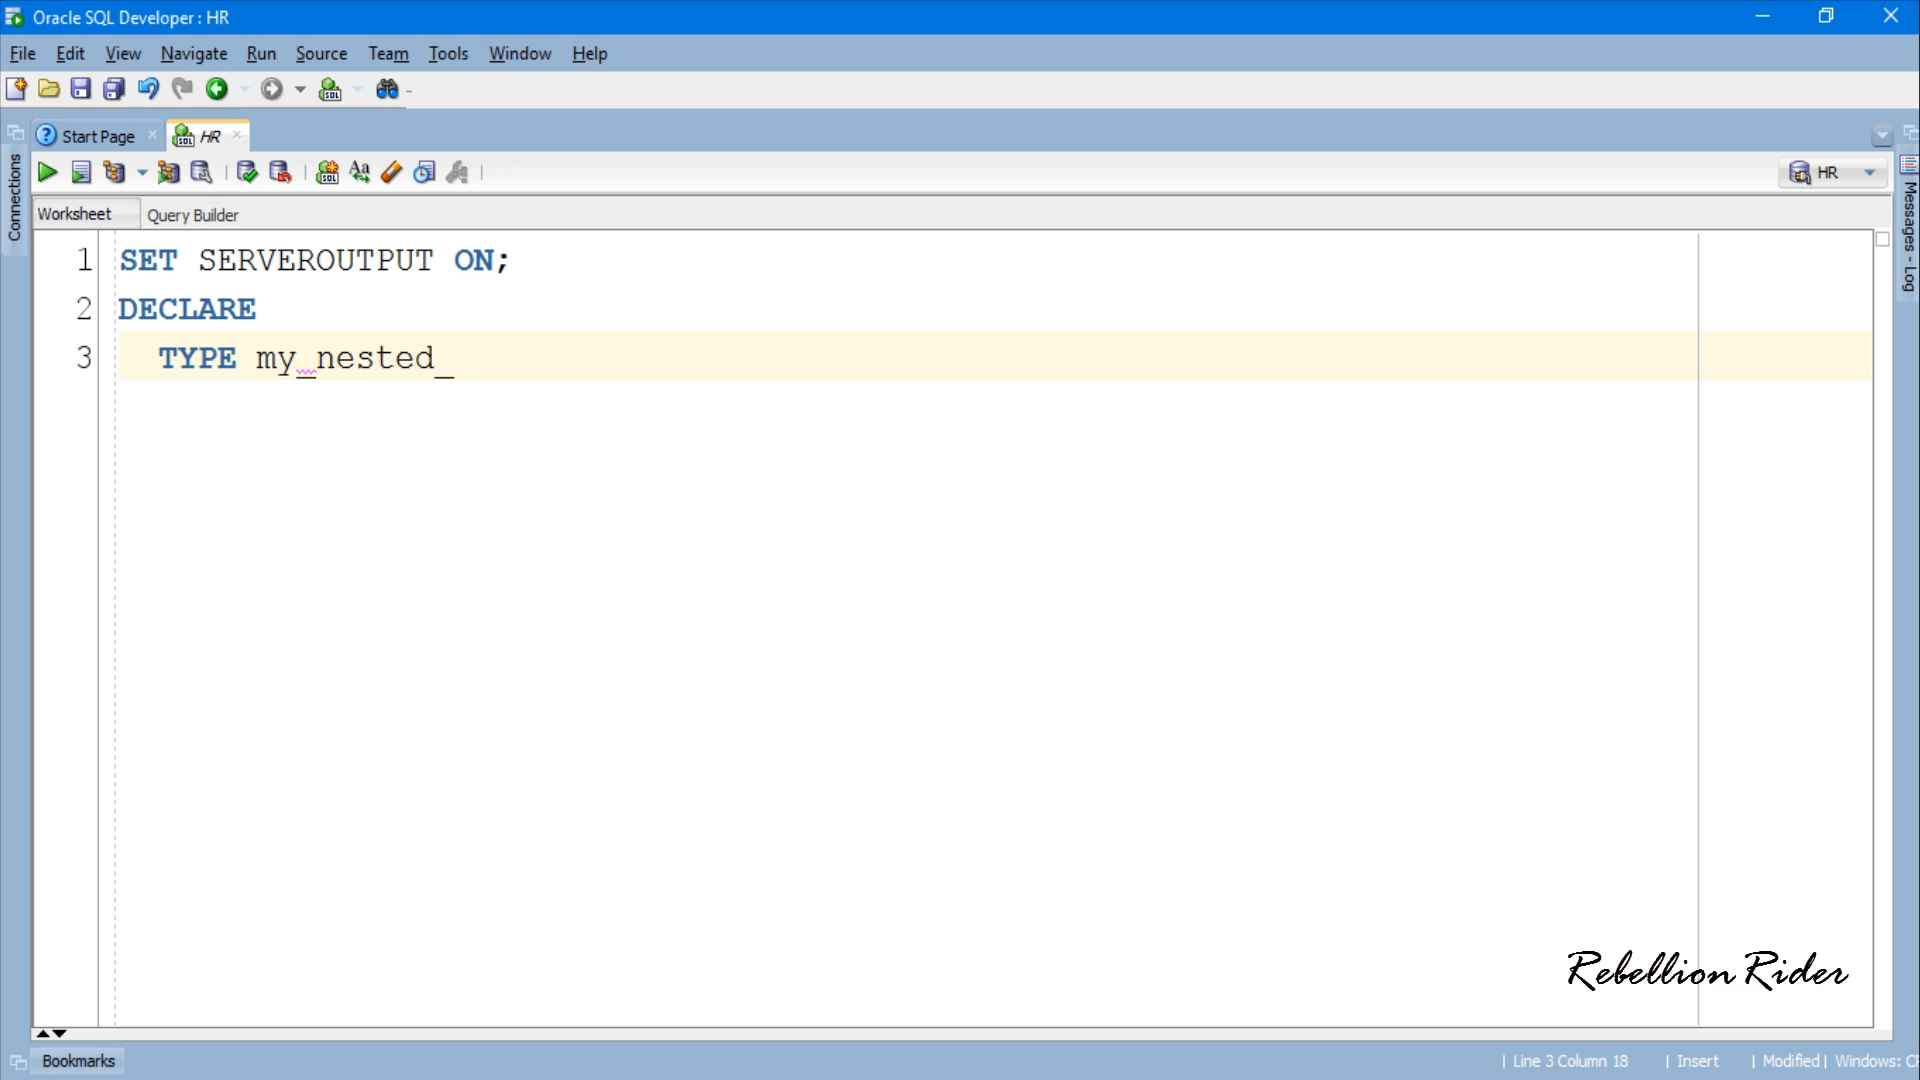 Oracle SQL Developer : HR
File Edit View Navigate Run Source Team Tools Window Help
Start Page HR
HR
Worksheet Query Builder
Connections
Messages - Log
1 SET SERVEROUTPUT ON;
2 DECLARE
3 TYPE my_nested_
Rebellion Rider
Bookmarks
| Line 3 Column 18 | Insert | Modified | Windows: CR